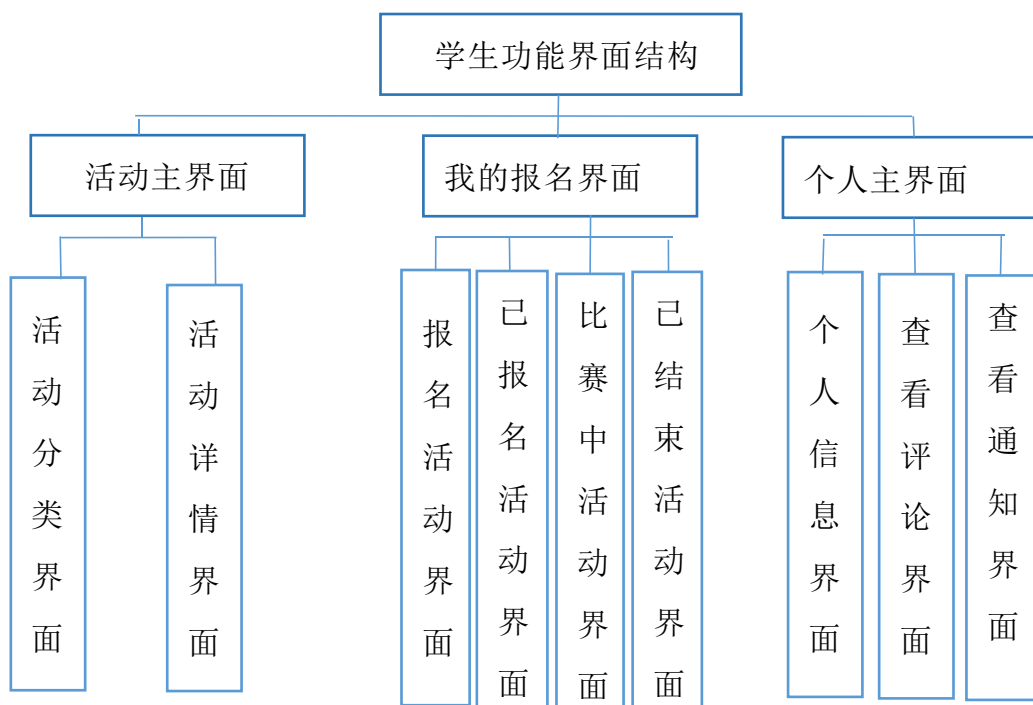 学生功能界面结构
活动主界面
我的报名界面
个人主界面
活动分类界面
活动详情界面
报名活动界面
已报名活动界面
比赛中活动界面
已结束活动界面
个人信息界面
查看评论界面
查看通知界面